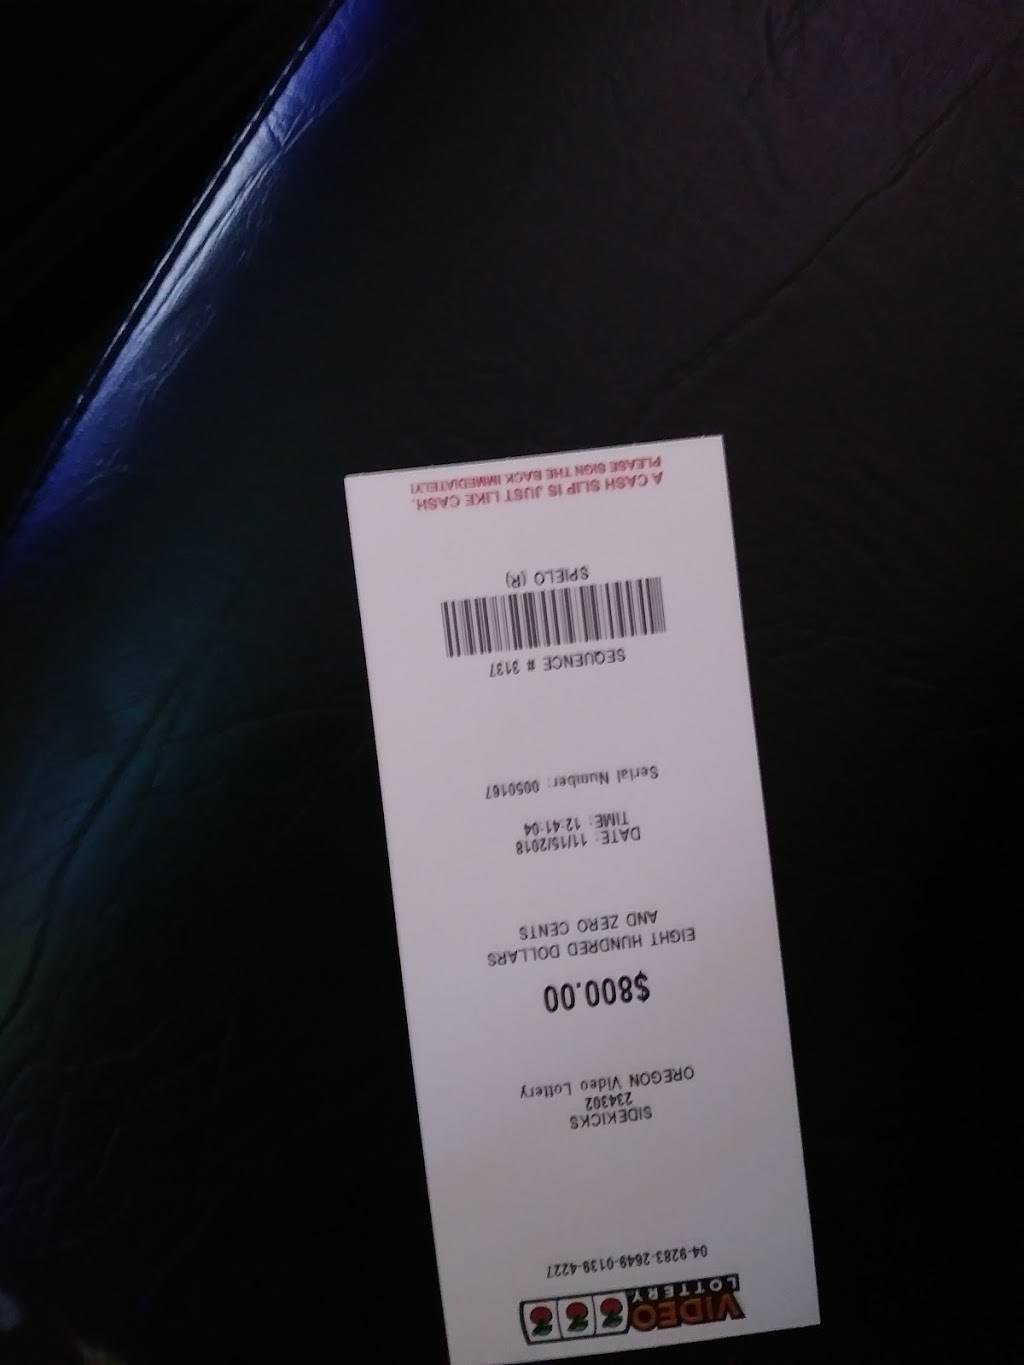 VIDEO
LOTTERY
04-9283-2649-0139-4227
SIDEKICKS
234302
OREGON Video Lottery
$800.00
EIGHT HUNDRED DOLLARS
AND ZERO CENTS
DATE: 11/15/2018
TIME: 12:41:04
Serial Number: 0050167
SEQUENCE # 3137
SPIELO (R)
A CASH SLIP IS JUST LIKE CASH.
PLEASE SIGN THE BACK IMMEDIATELY!